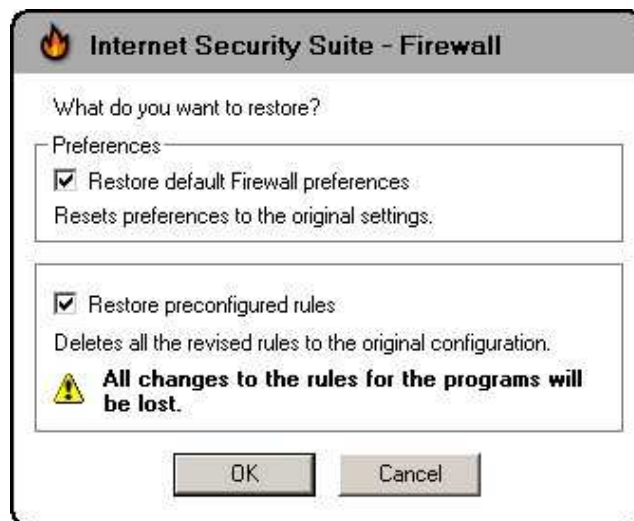 Internet Security Suite - Firewall
What do you want to restore?
Preferences
Restore default Firewall preferences
Resets preferences to the original settings.
Restore preconfigured rules
Deletes all the revised rules to the original configuration.
All changes to the rules for the programs will
be lost.
OK
Cancel